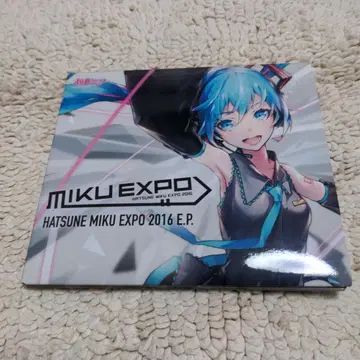 MIKU EXPO
HATSUNE MIKU EXPO 2016
HATSUNE MIKU EXPO 2016 E.P.